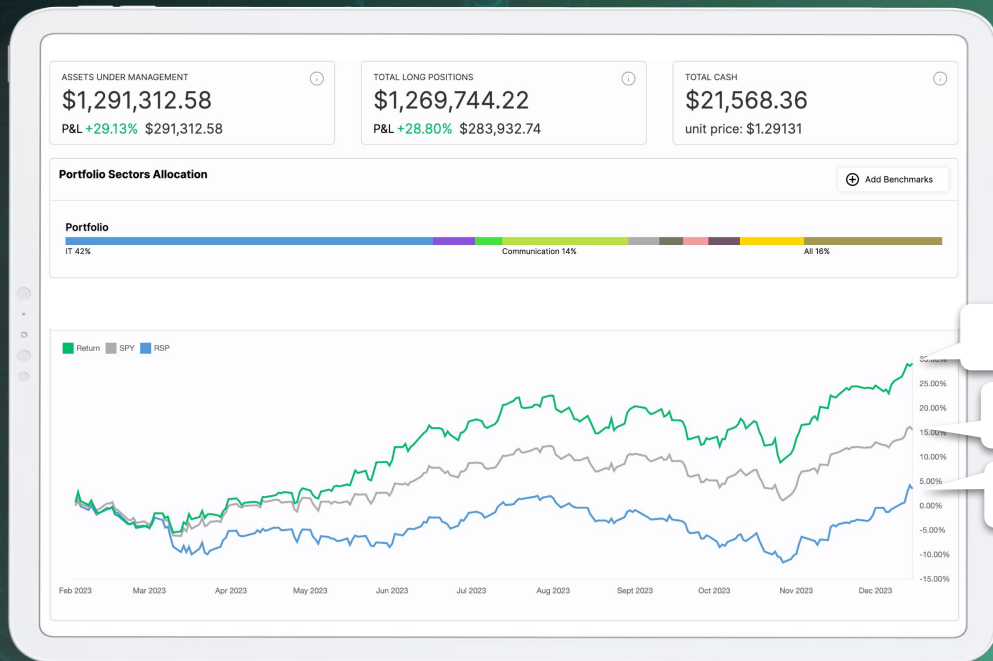 ASSETS UNDER MANAGEMENT
$1,291,312.58
P&L +29.13% $291,312.58
TOTAL LONG POSITIONS
$1,269,744.22
P&L +28.80% $283,932.74
TOTAL CASH
$21,568.36
unit price: $1.29131
Portfolio Sectors Allocation
Add Benchmarks
Portfolio
IT 42%
Communication 14%
All 16%
Return SPY RSP
30.00%
25.00%
20.00%
15.00%
10.00%
5.00%
0.00%
-5.00%
-10.00%
-15.00%
Feb 2023 Mar 2023 Apr 2023 May 2023 Jun 2023 Jul 2023 Aug 2023 Sept 2023 Oct 2023 Nov 2023 Dec 2023